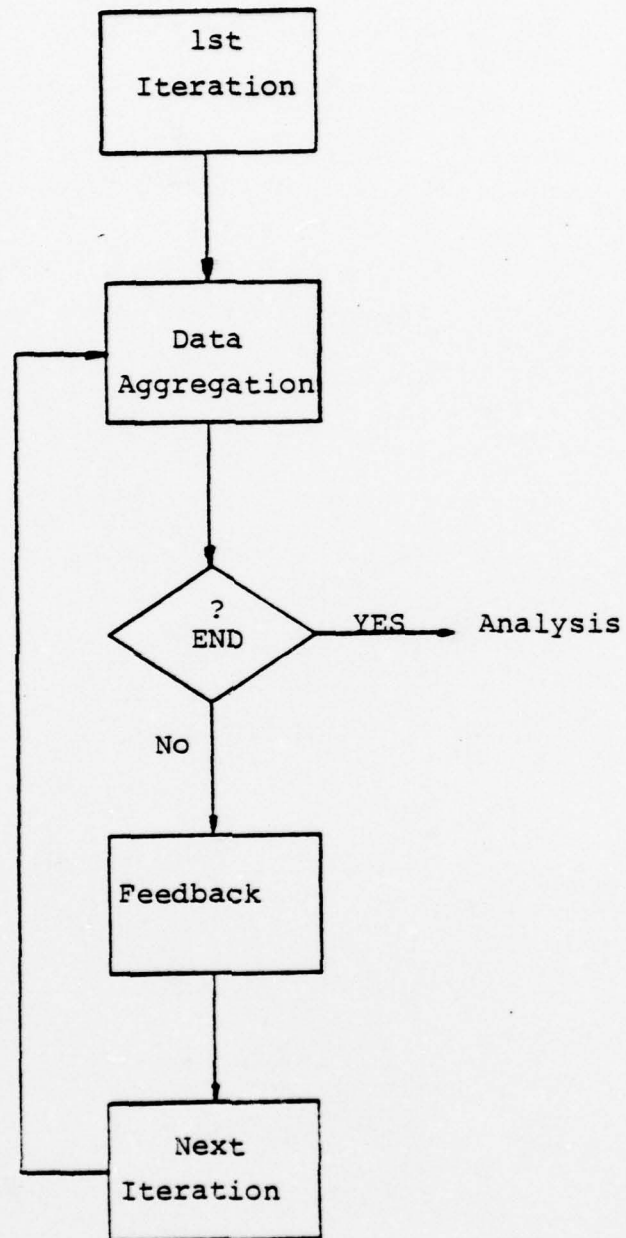 1st
Iteration
Data
Aggregation
?
END
YES
Analysis
No
Feedback
Next
Iteration